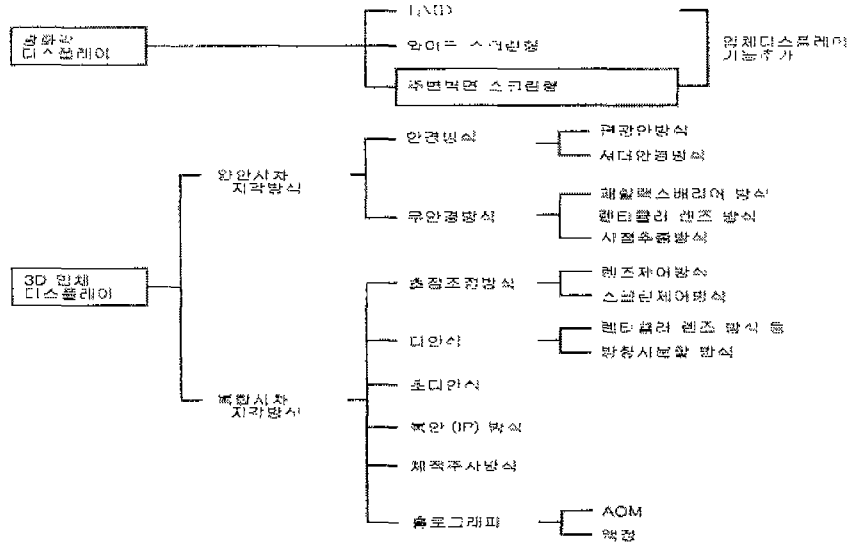 광화각
디스플레이
와이드 스크린형
주변벽면 스크린형
입체디스플레이
기능추가
3D 입체
디스플레이
양안시차
지각방식
안경방식
편광안방식
셔터안경방식
무안경방식
패럴랙스배리어 방식
렌티큘러 렌즈 방식
시점추종방식
복합시차
지각방식
초점조절방식
렌즈제어방식
스크린제어방식
다안식
렌티큘러 렌즈 방식 등
방향시분할 방식
초다안식
복안 (IP) 방식
체적주사방식
홀로그래피
AOM
액정